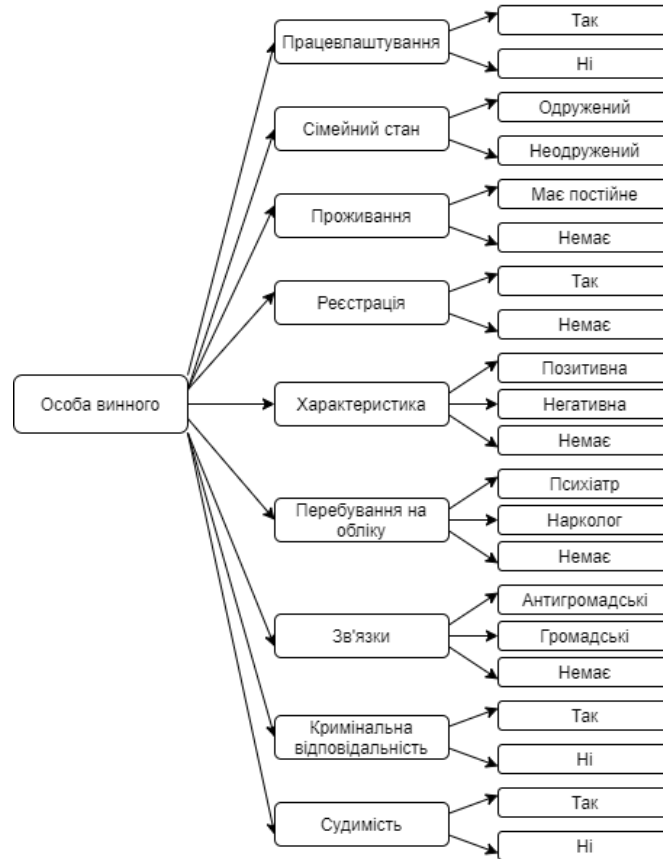 Працевлаштування
Так
Ні
Сімейний стан
Одружений
Неодружений
Проживання
Має постійне
Немає
Реєстрація
Так
Немає
Особа винного
Характеристика
Позитивна
Негативна
Немає
Перебування на
обліку
Психіатр
Нарколог
Немає
Зв'язки
Антигромадські
Громадські
Немає
Кримінальна
відповідальність
Так
Ні
Судимість
Так
Ні